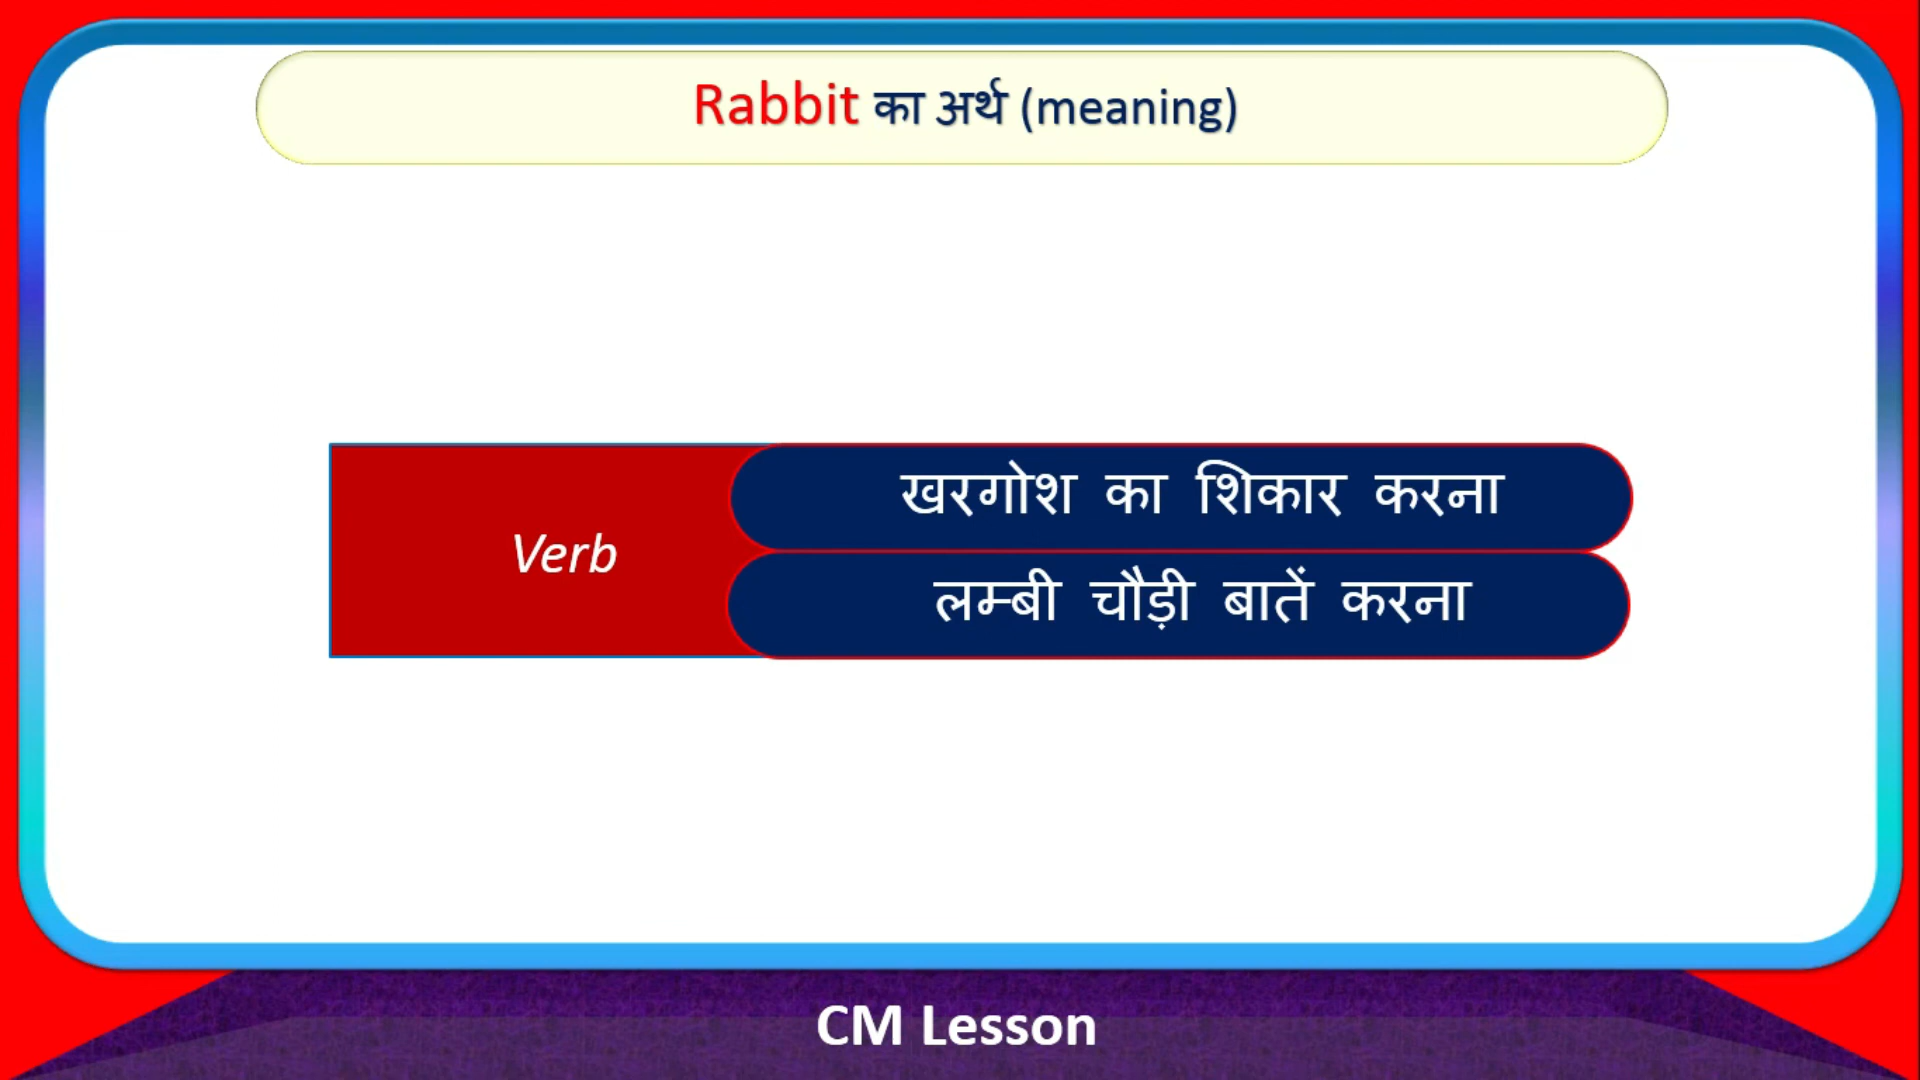 Rabbit का अर्थ (meaning)
Verb
खरगोश का शिकार करना
लम्बी चौड़ी बातें करना
CM Lesson